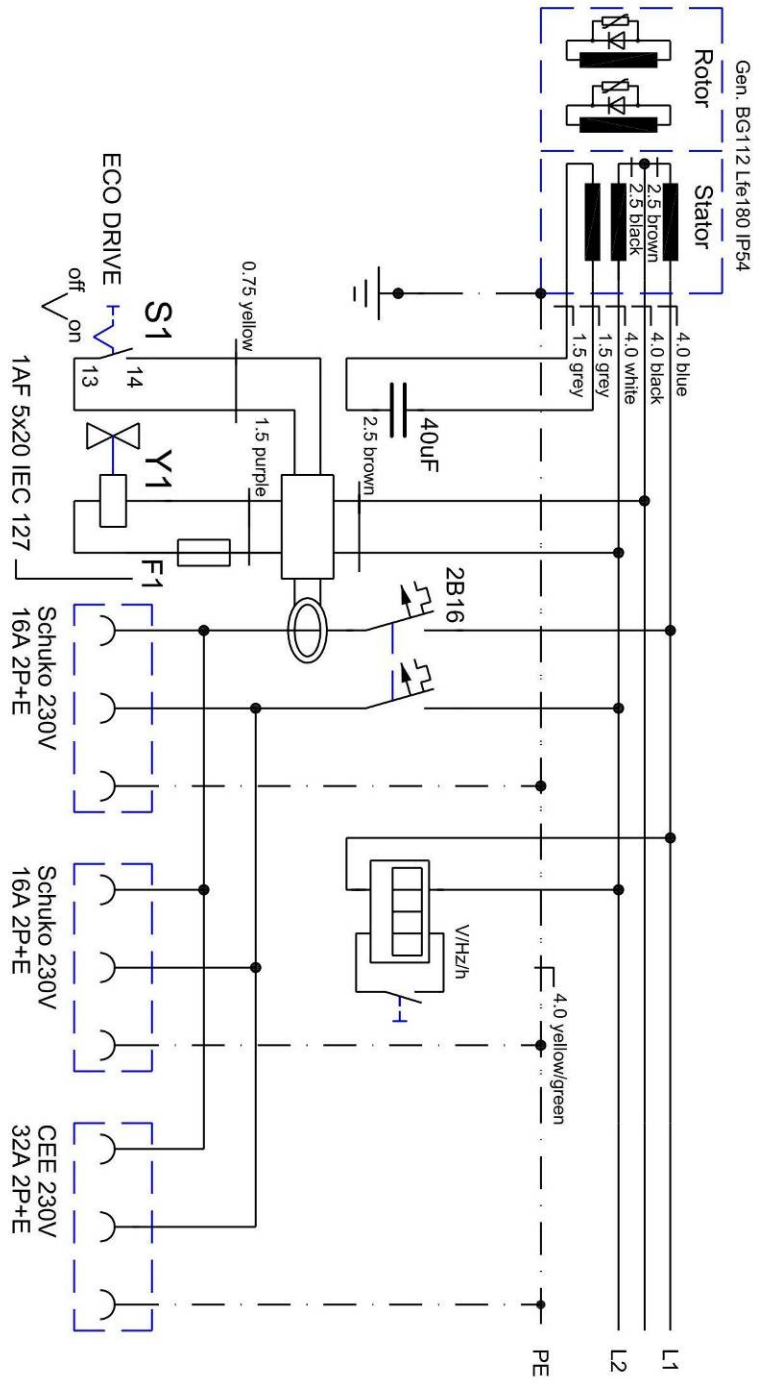 Gen. BG112 Lfe180 IP54
Rotor
Stator
2.5 brown
2.5 black
4.0 blue
4.0 black
4.0 white
1.5 grey
1.5 grey
L1
L2
PE
4.0 yellow/green
40uF
2.5 brown
2B16
V/Hz/h
0.75 yellow
1.5 purple
S1
14
13
ECO DRIVE
off
on
Y1
F1
1AF 5x20 IEC 127
Schuko 230V
16A 2P+E
Schuko 230V
16A 2P+E
CEE 230V
32A 2P+E